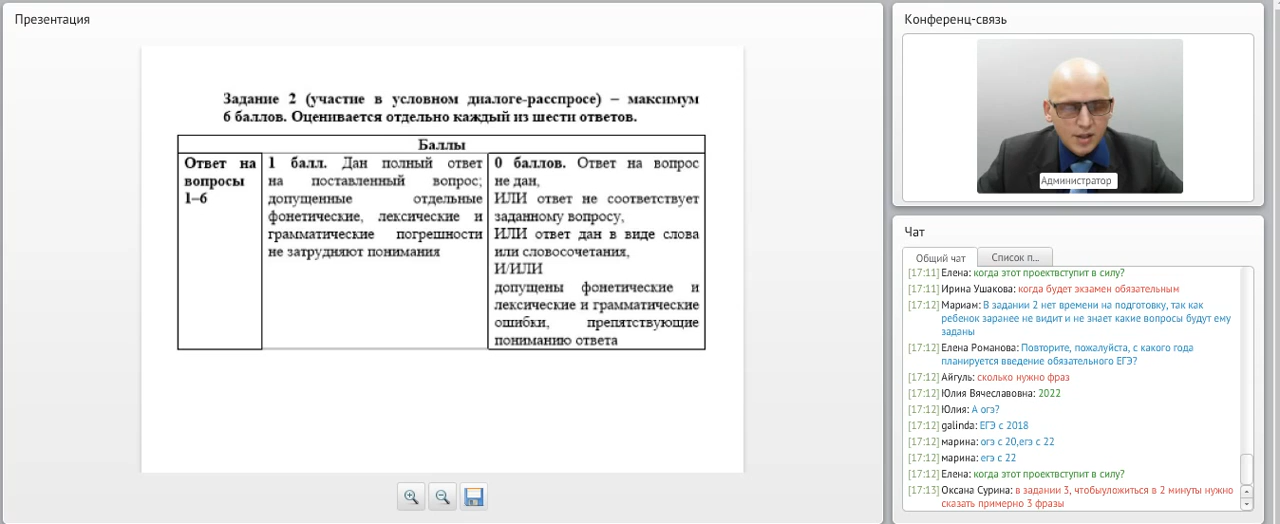 Презентация
Задание 2 (участие в условном диалоге-расспросе) – максимум
6 баллов. Оценивается отдельно каждый из шести ответов.
Баллы
Ответ на
вопросы
1–6
1 балл. Дан полный ответ
на поставленный вопрос;
допущенные отдельные
фонетические, лексические и
грамматические погрешности
не затрудняют понимания
0 баллов. Ответ на вопрос
не дан,
ИЛИ ответ не соответствует
заданному вопросу,
ИЛИ ответ дан в виде слова
или словосочетания,
И/ИЛИ
допущены фонетические и
лексические и грамматические
ошибки, препятствующие
пониманию ответа
Конференц-связь
Администратор
Чат
Общий чат
Список п...
[17:11] Елена: когда этот проектвступит в силу?
[17:11] Ирина Ушакова: когда будет экзамен обязательным
[17:12] Мариам: В задании 2 нет времени на подготовку, так как
ребенок заранее не видит и не знает какие вопросы будут ему
заданы
[17:12] Елена Романова: Повторите, пожалуйста, с какого года
планируется введение обязательного ЕГЭ?
[17:12] Айгуль: сколько нужно фраз
[17:12] Юлия Вячеславовна: 2022
[17:12] Юлия: А огэ?
[17:12] galinda: ЕГЭ с 2018
[17:12] марина: огэ с 20,егэ с 22
[17:12] марина: егэ с 22
[17:12] Елена: когда этот проектвступит в силу?
[17:13] Оксана Сурина: в задании 3, чтобыуложиться в 2 минуты нужно
сказать примерно 3 фразы